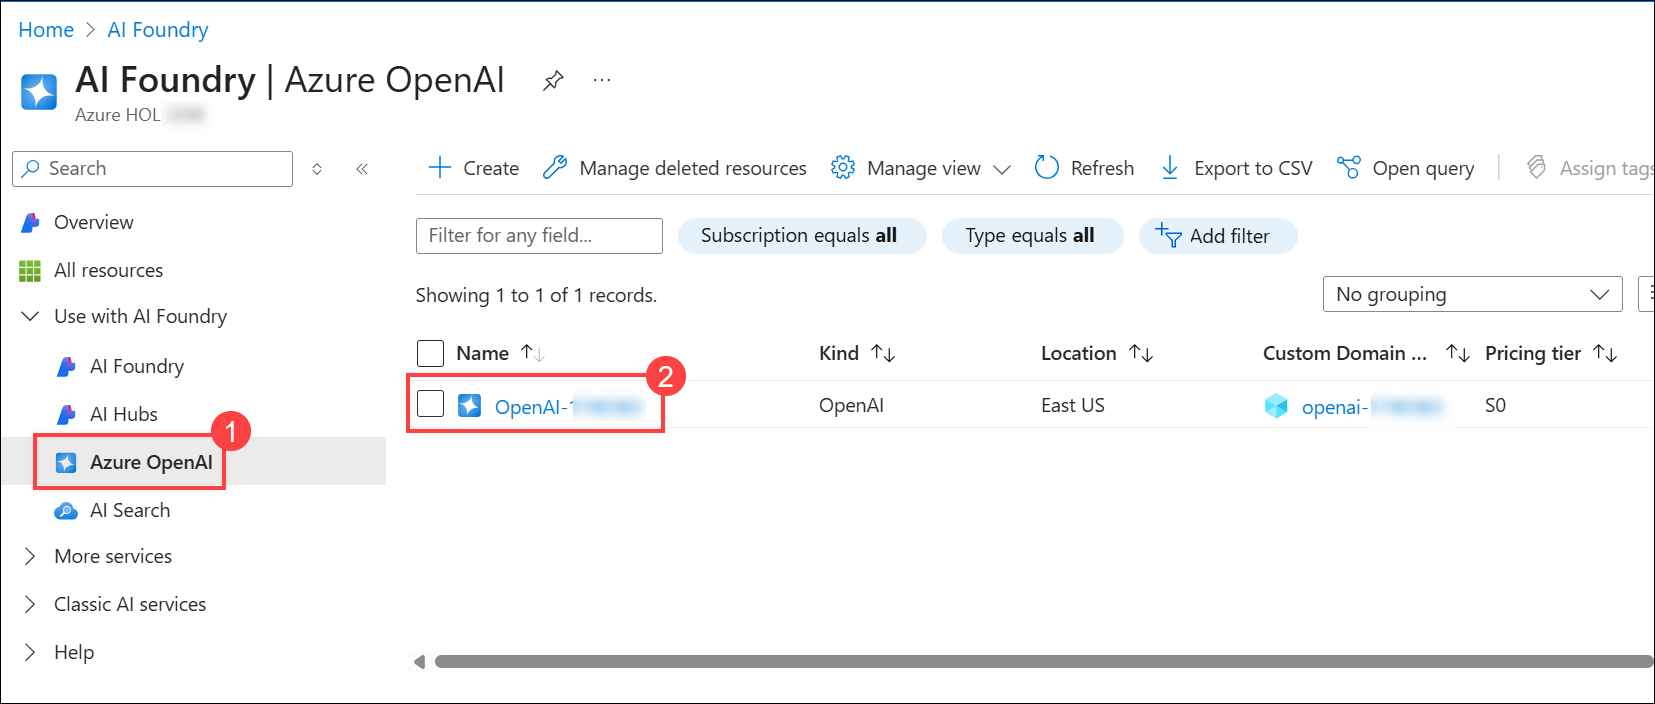 Home > AI Foundry
AI Foundry | Azure OpenAI ...
Azure HOL
Search
Create
Manage deleted resources
Manage view
Refresh
Export to CSV
Open query
Assign tags
Overview
All resources
Use with AI Foundry
AI Foundry
AI Hubs
1
Azure OpenAI
AI Search
More services
Classic AI services
Help
Filter for any field...
Subscription equals all
Type equals all
Add filter
Showing 1 to 1 of 1 records.
No grouping
Name
Kind
Location
Custom Domain ...
Pricing tier
2
OpenAI-
OpenAI
East US
openai-
S0